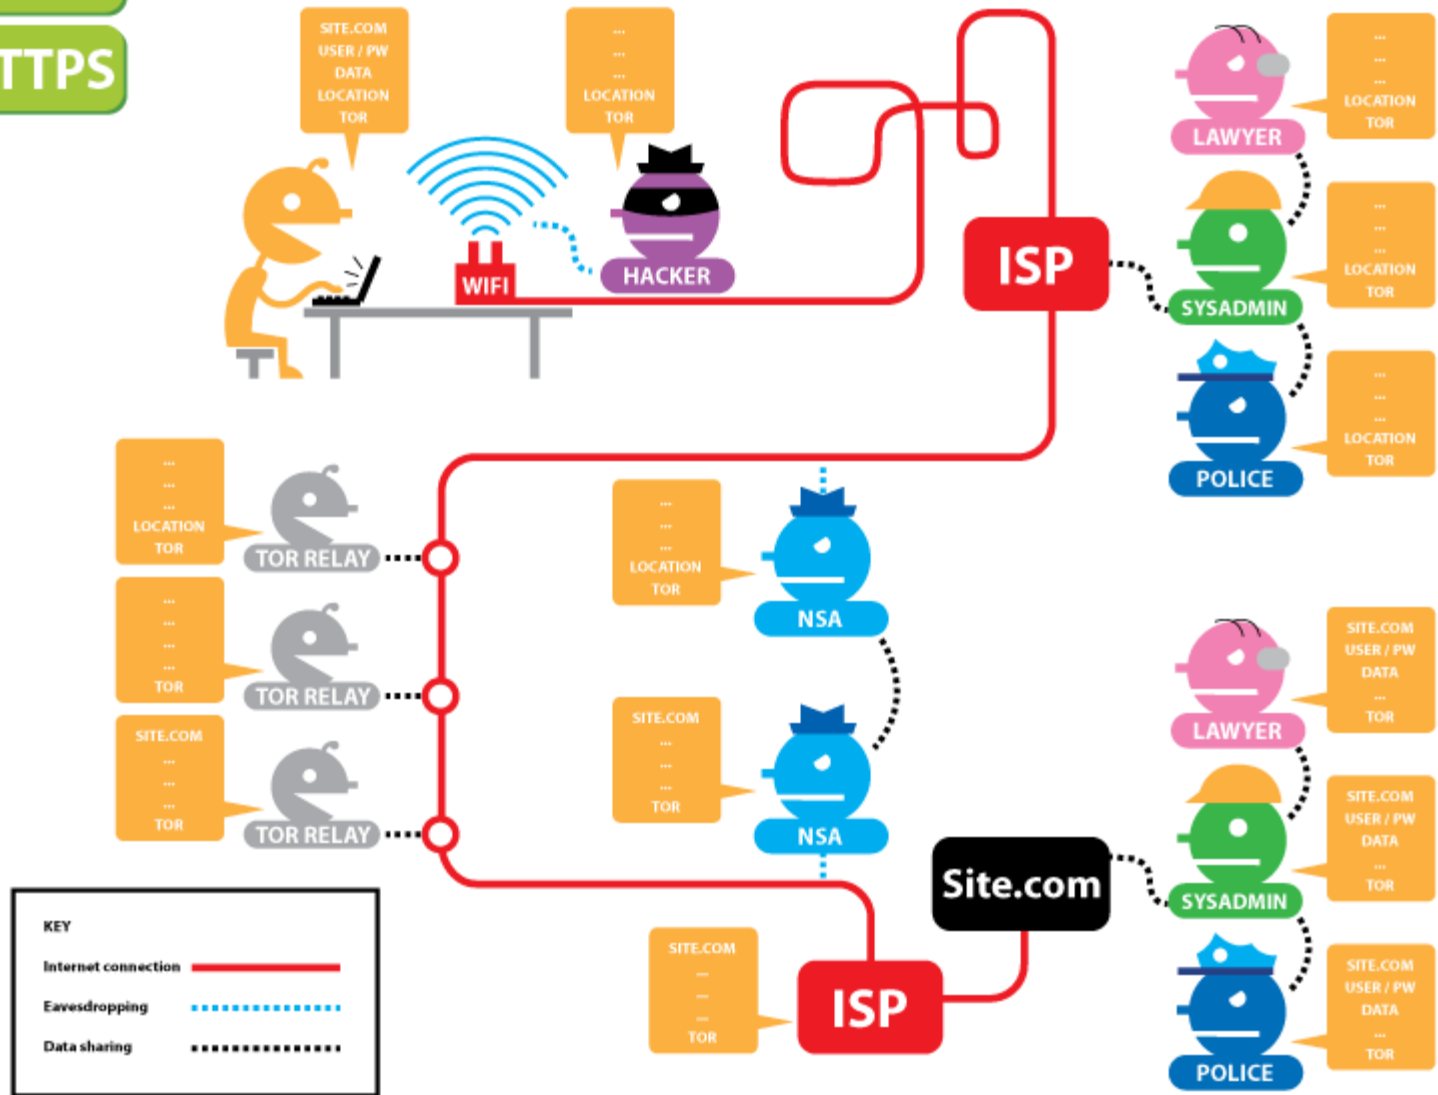 TTPS
SITE.COM
USER / PW
DATA
LOCATION
TOR
...
...
...
LOCATION
TOR
WIFI
HACKER
ISP
...
...
...
LOCATION
TOR
LAWYER
...
...
...
LOCATION
TOR
SYSADMIN
...
...
...
LOCATION
TOR
POLICE
...
...
...
LOCATION
TOR
TOR RELAY
...
...
...
...
TOR
TOR RELAY
SITE.COM
...
...
...
TOR
TOR RELAY
...
...
...
LOCATION
TOR
NSA
SITE.COM
...
...
...
TOR
NSA
SITE.COM
USER / PW
DATA
...
TOR
LAWYER
SITE.COM
USER / PW
DATA
...
TOR
SYSADMIN
SITE.COM
USER / PW
DATA
...
TOR
POLICE
Site.com
SITE.COM
...
...
...
TOR
ISP
KEY
Internet connection
Eavesdropping
Data sharing